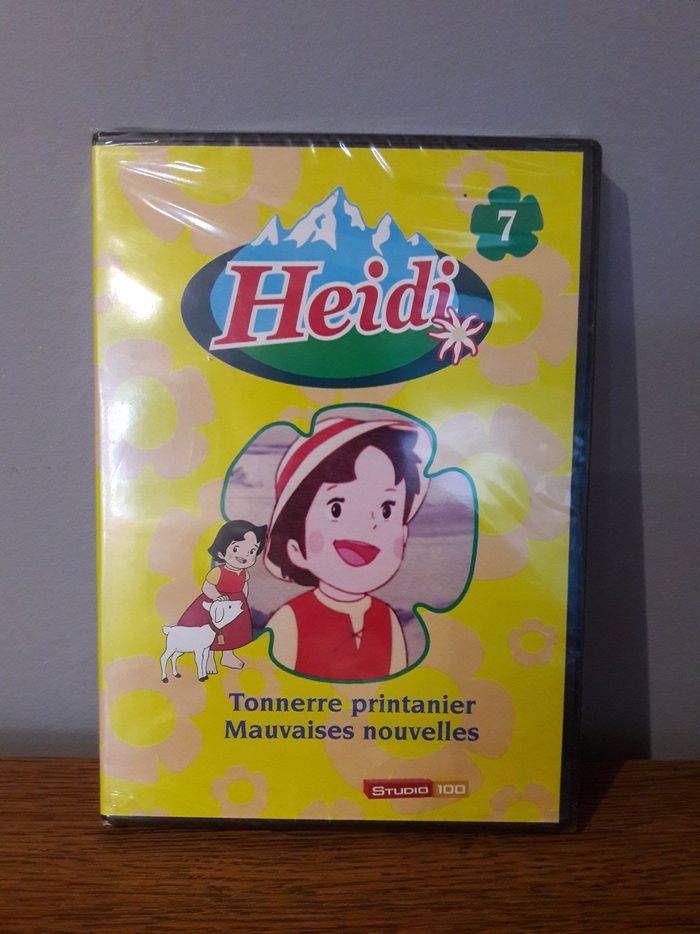 7
Heidi
Tonnerre printanier
Mauvaises nouvelles
STUDIO 100